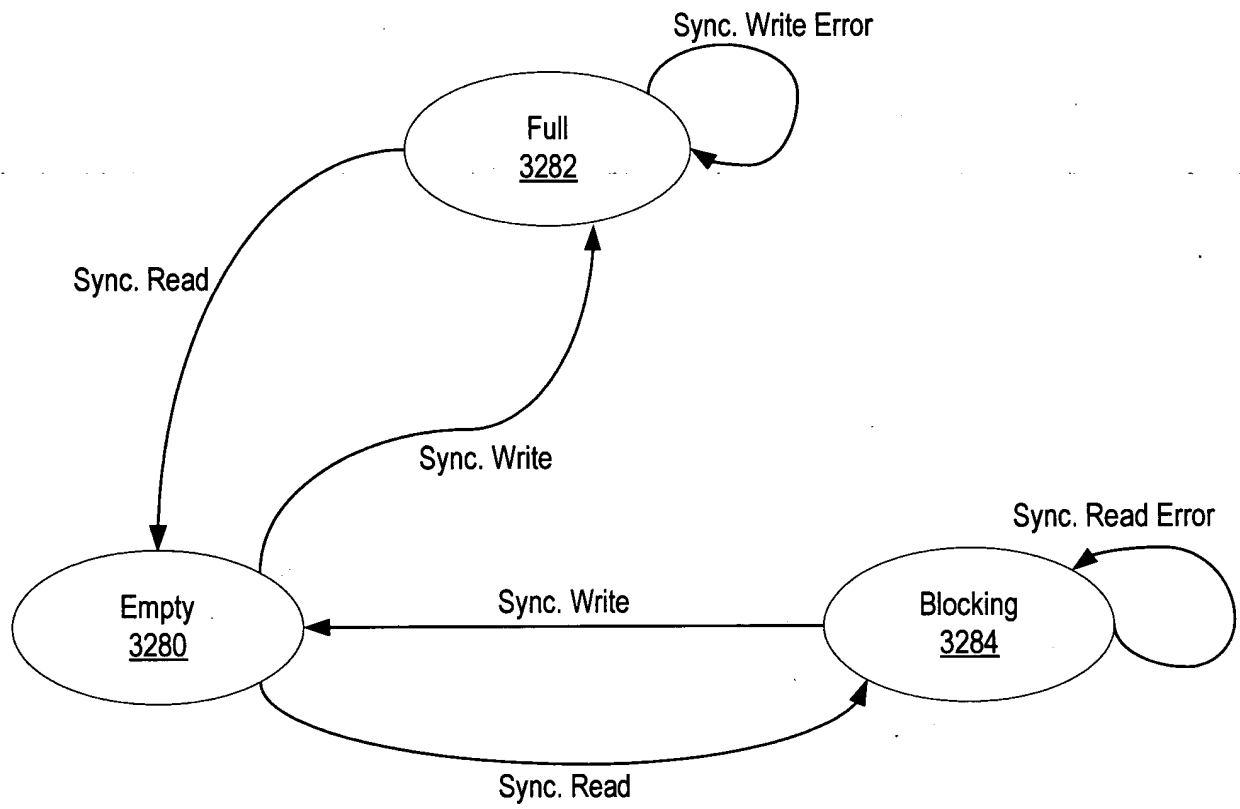 Sync. Write Error
Full
3282
Sync. Read
Sync. Write
Sync. Read Error
Empty
3280
Sync. Write
Blocking
3284
Sync. Read